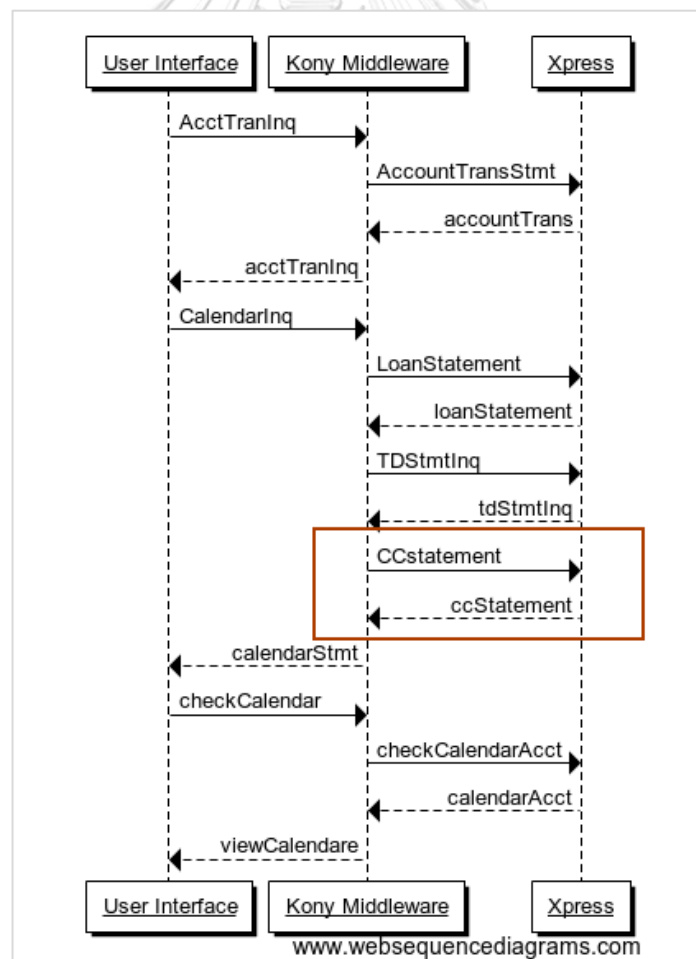 User Interface Kony Middleware Xpress
AcctTranInq
AccountTransStmt
accountTrans
acctTranInq
CalendarInq
LoanStatement
loanStatement
TDStmtInq
tdStmtInq
CCstatement
ccStatement
calendarStmt
checkCalendar
checkCalendarAcct
calendarAcct
viewCalendare
User Interface Kony Middleware Xpress
www.websequencediagrams.com